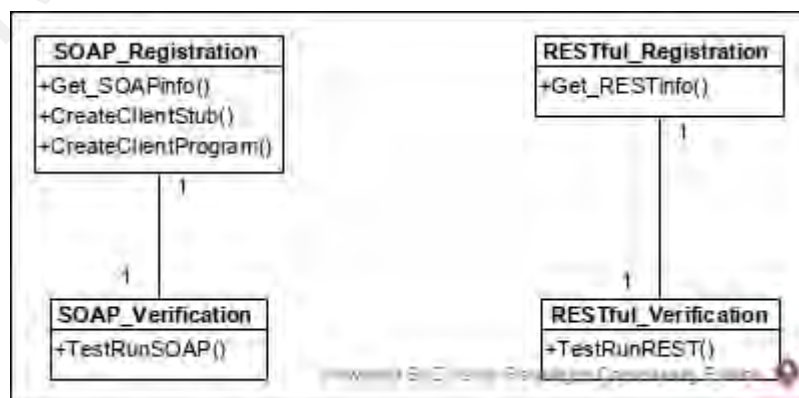 SOAP_Registration
+Get_SOAPinfo()
+CreateClientStub()
+CreateClientProgram()
1
1
SOAP_Verification
+TestRunSOAP()
RESTful_Registration
+Get_RESTinfo()
1
1
RESTful_Verification
+TestRunREST()